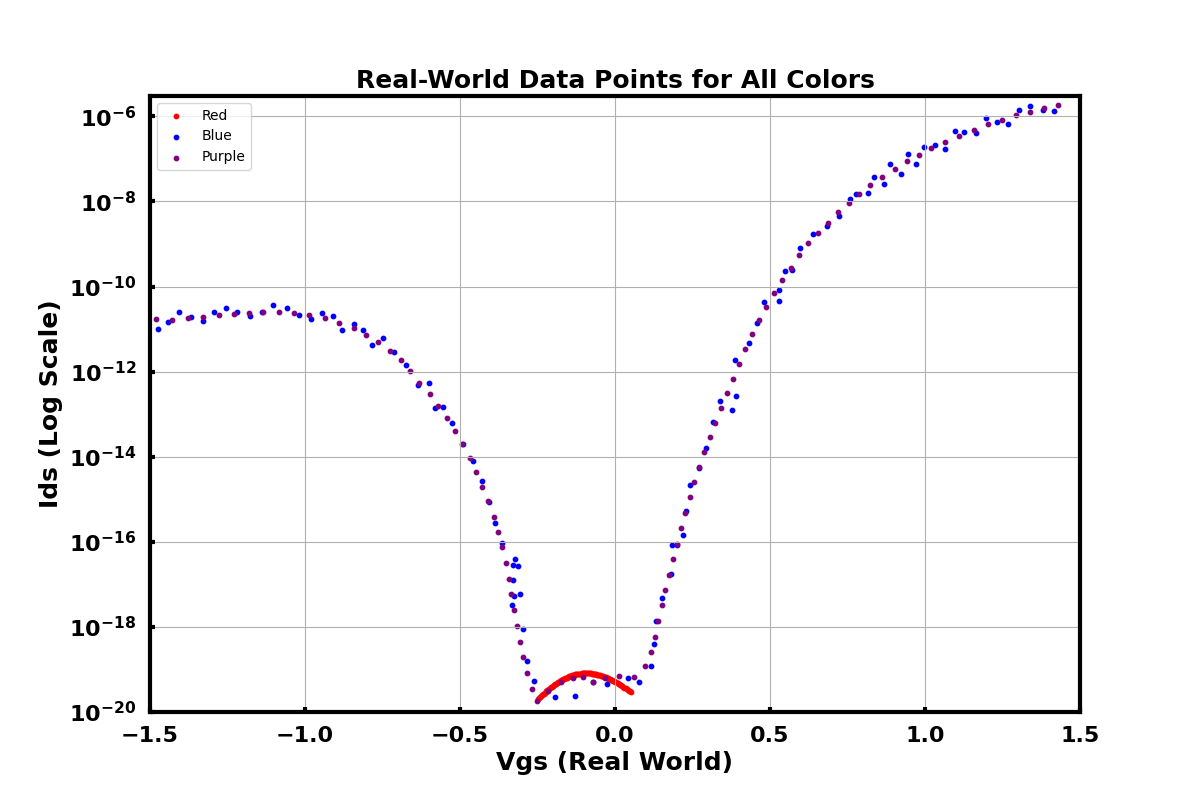 Real-World Data Points for All Colors
Red
Blue
Purple
10⁻⁶
10⁻⁸
10⁻¹⁰
10⁻¹²
10⁻¹⁴
10⁻¹⁶
10⁻¹⁸
10⁻²⁰
Ids (Log Scale)
−1.5 −1.0 −0.5 0.0 0.5 1.0 1.5
Vgs (Real World)